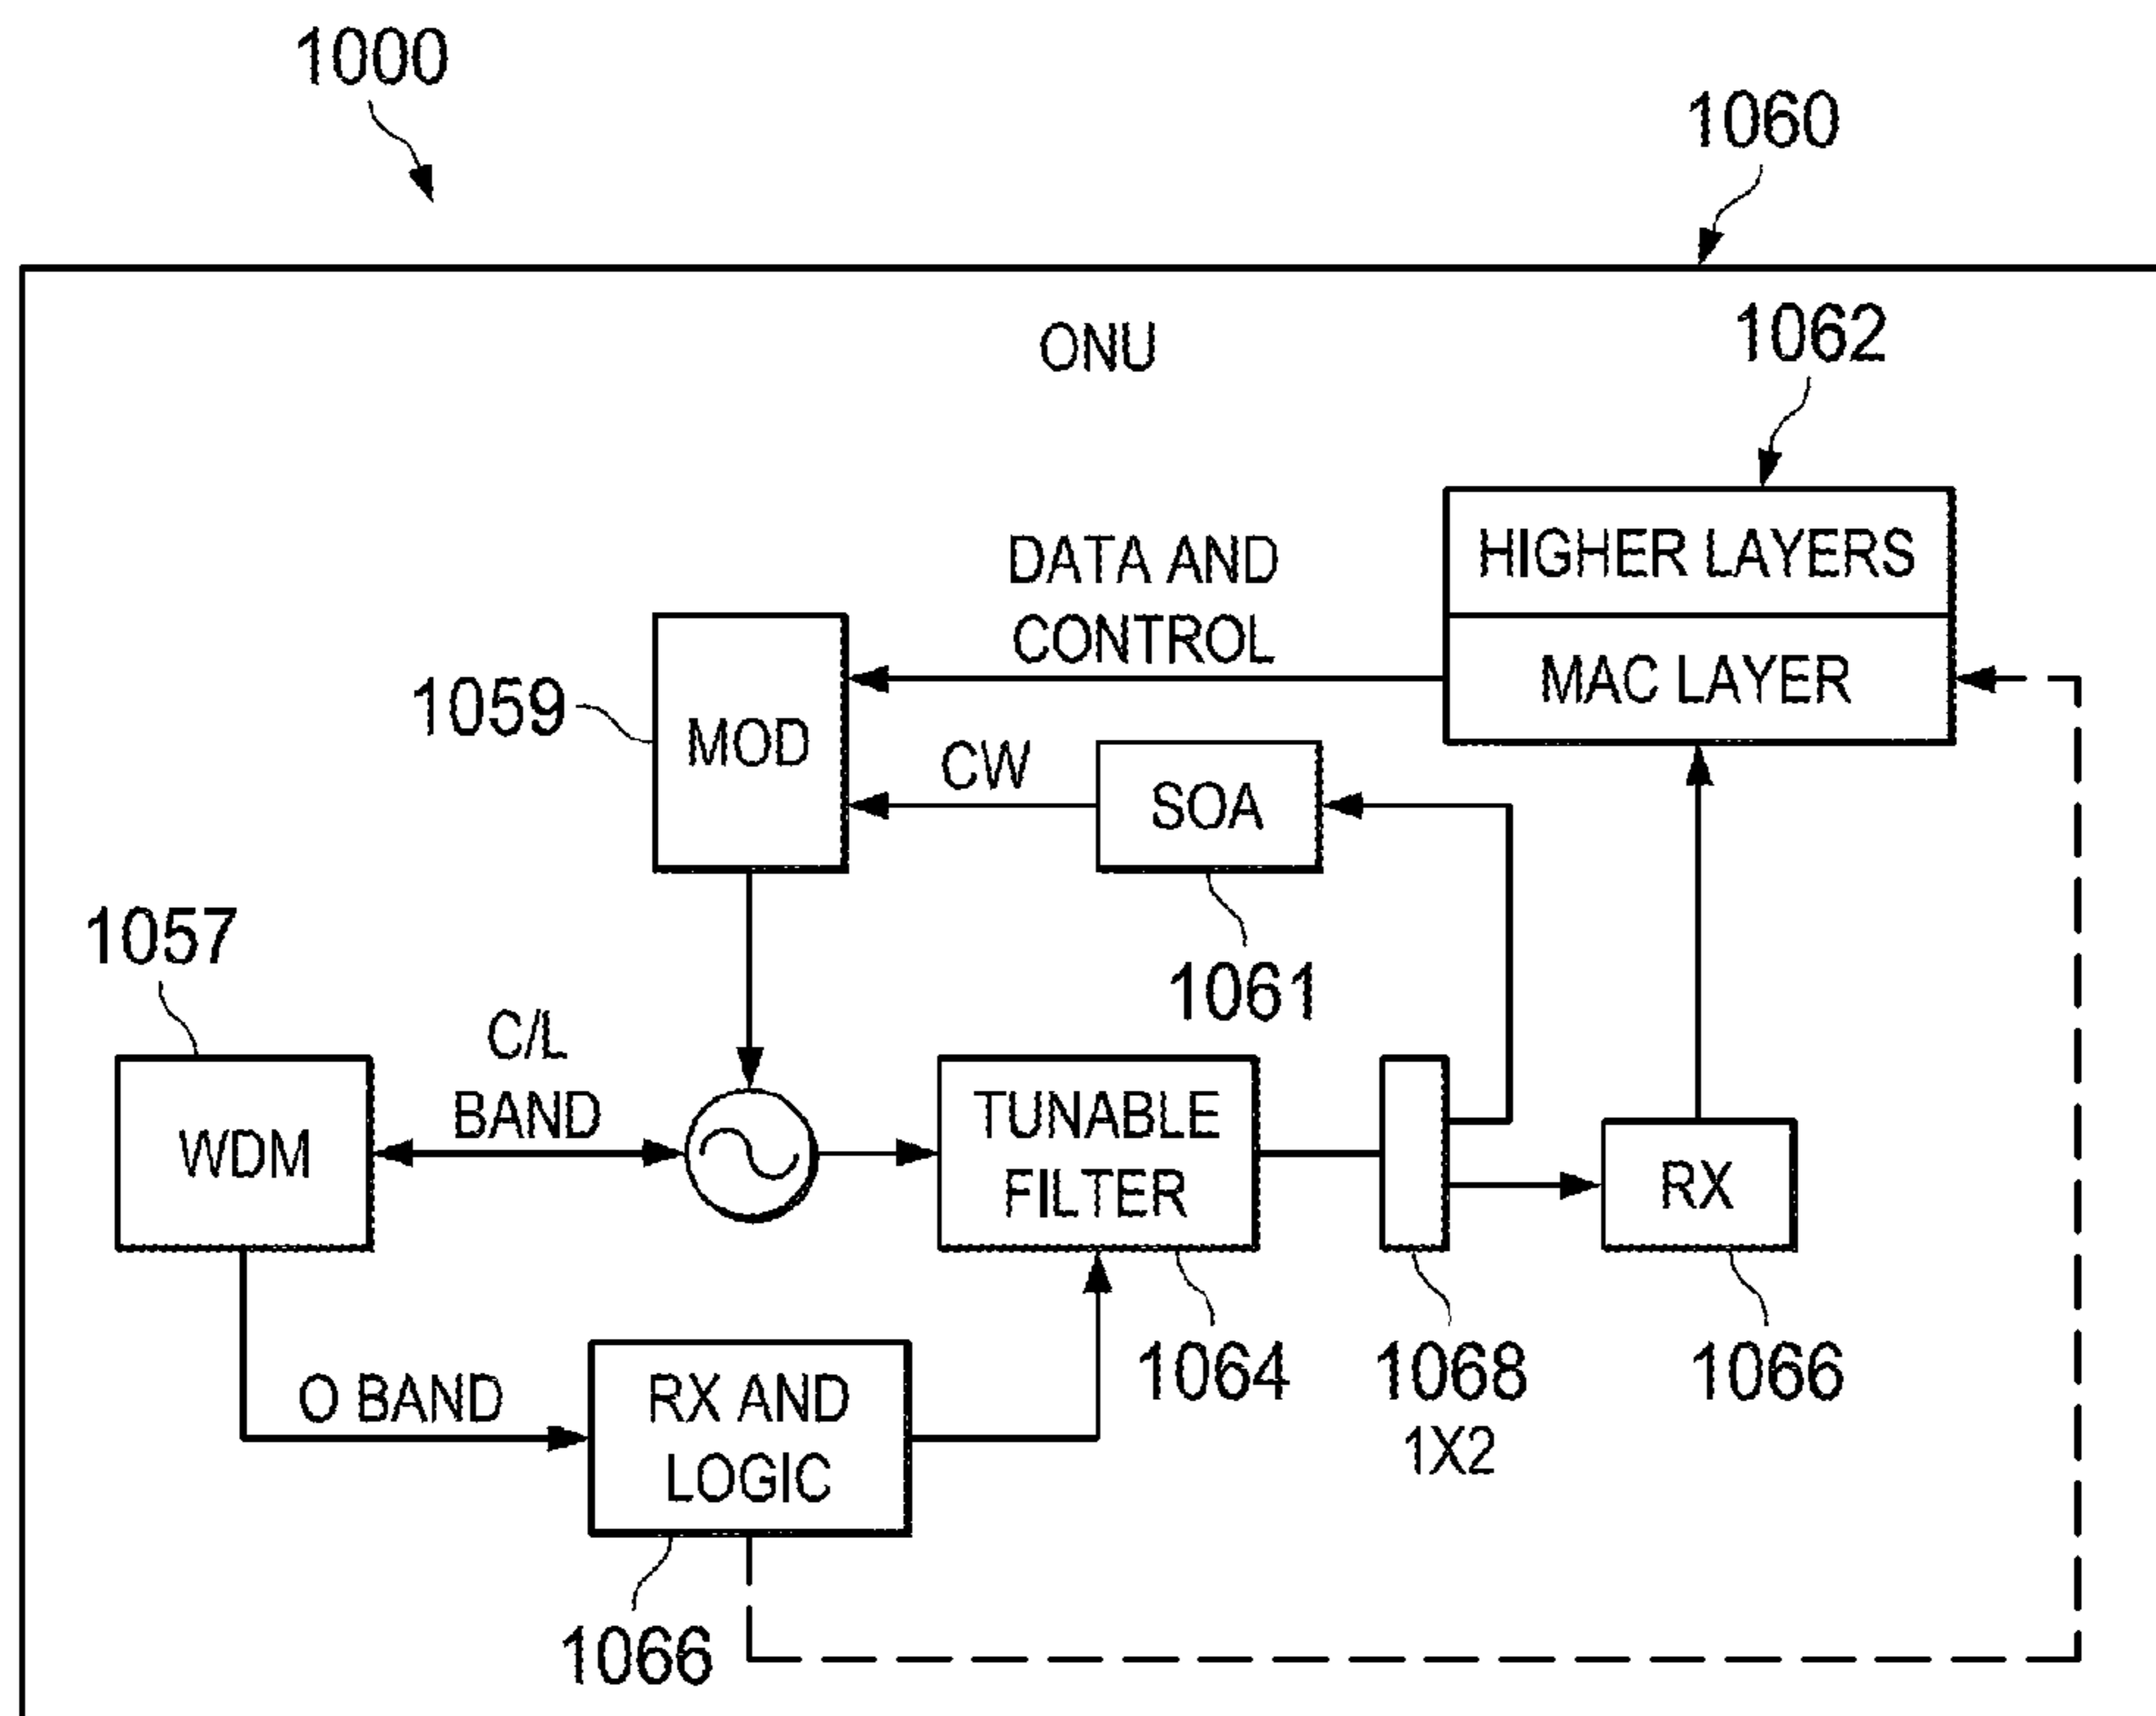 1000
1060
ONU
1062
HIGHER LAYERS
DATA AND
CONTROL
MAC LAYER
1059
MOD
CW
SOA
1057
1061
C/L
BAND
WDM
TUNABLE
FILTER
RX
1064
1068
1X2
1066
O BAND
RX AND
LOGIC
1066